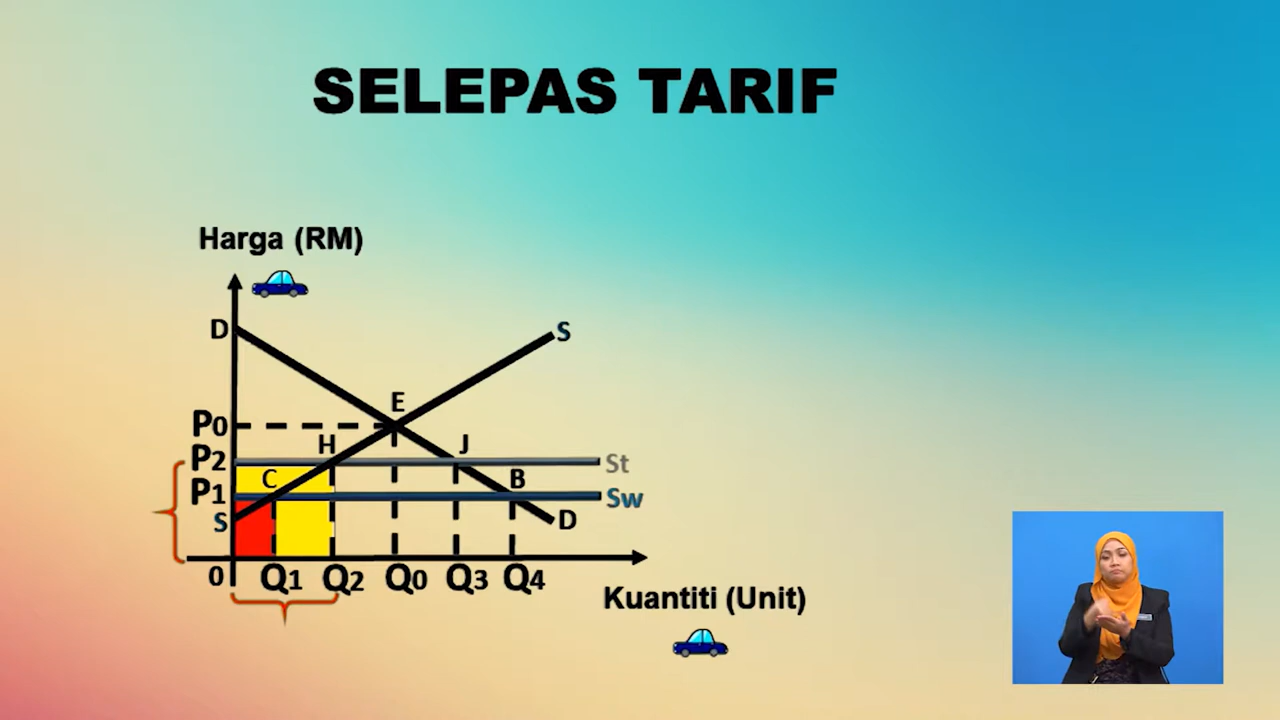 SELEPAS TARIF
Harga (RM)
D
S
E
P0
H
J
P2
St
C
B
P1
Sw
S
D
0
Q1
Q2
Q0
Q3
Q4
Kuantiti (Unit)